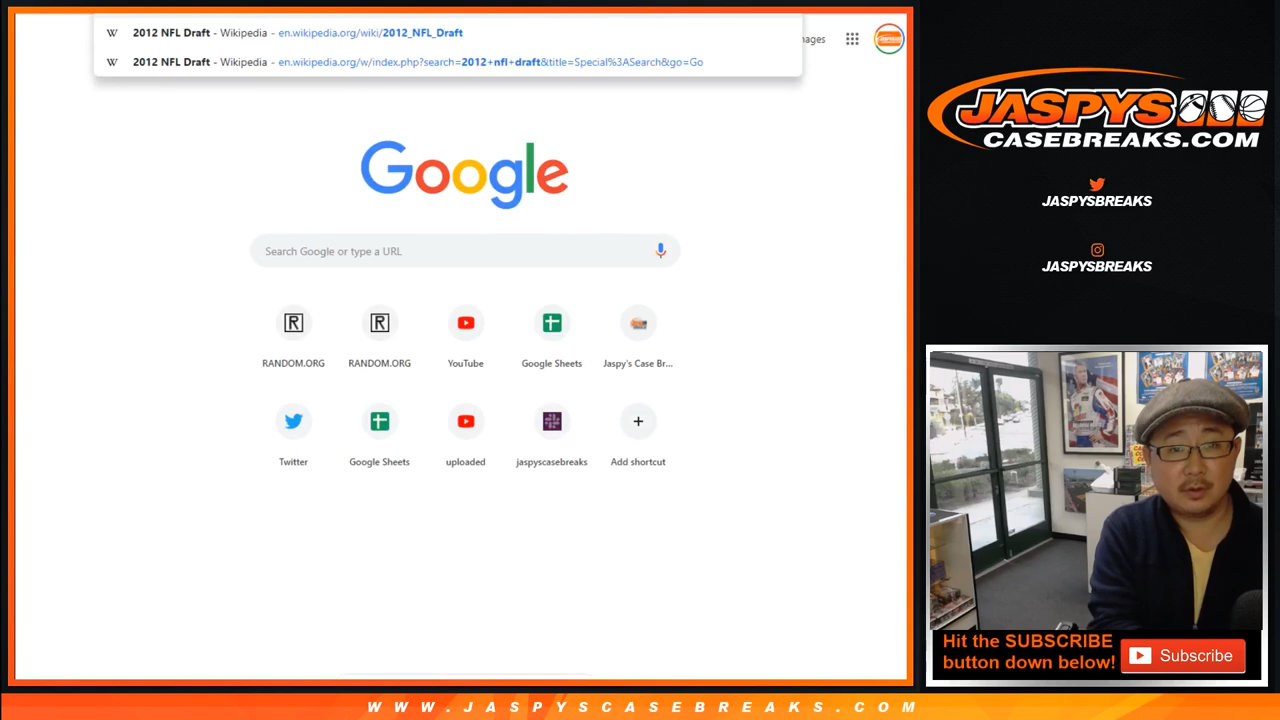 2012 NFL Draft - Wikipedia - en.wikipedia.org/wiki/2012_NFL_Draft
2012 NFL Draft - Wikipedia - en.wikipedia.org/w/index.php?search=2012+nfl+draft&title=Special%3ASearch&go=Go
Google
Search Google or type a URL
RANDOM.ORG
RANDOM.ORG
YouTube
Google Sheets
Jaspy's Case Br...
Twitter
Google Sheets
uploaded
jaspyscasebreaks
Add shortcut
JASPYS
CASEBREAKS.COM
JASPYSBREAKS
JASPYSBREAKS
Hit the SUBSCRIBE
button down below!
Subscribe
WWW.JASPYSCASEBREAKS.COM